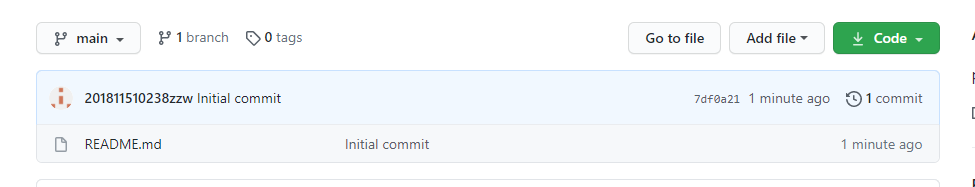 main 1 branch 0 tags Go to file Add file Code
201811510238zzw Initial commit 7df0a21 1 minute ago 1 commit
README.md Initial commit 1 minute ago